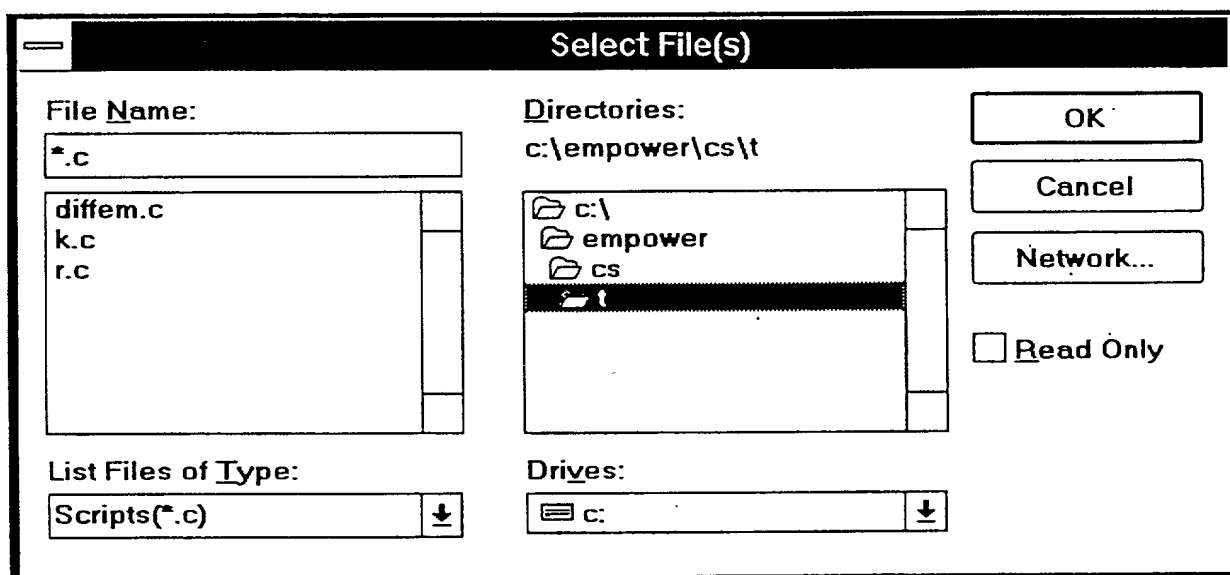 Select File(s)
File Name:
*.c
diffem.c
k.c
r.c
List Files of Type:
Scripts(*.c)
Directories:
c:\empower\cs\t
c:\
empower
cs
t
Drives:
c:
OK
Cancel
Network...
Read Only